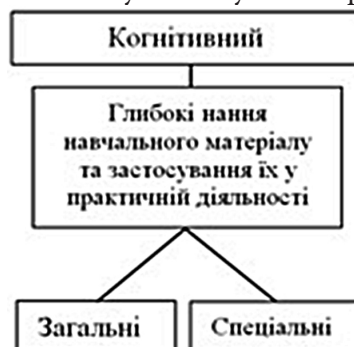 Когнітивний
Глибокі нання
навчального матеріалу
та застосування їх у
практичній діяльності
Загальні
Спеціальні